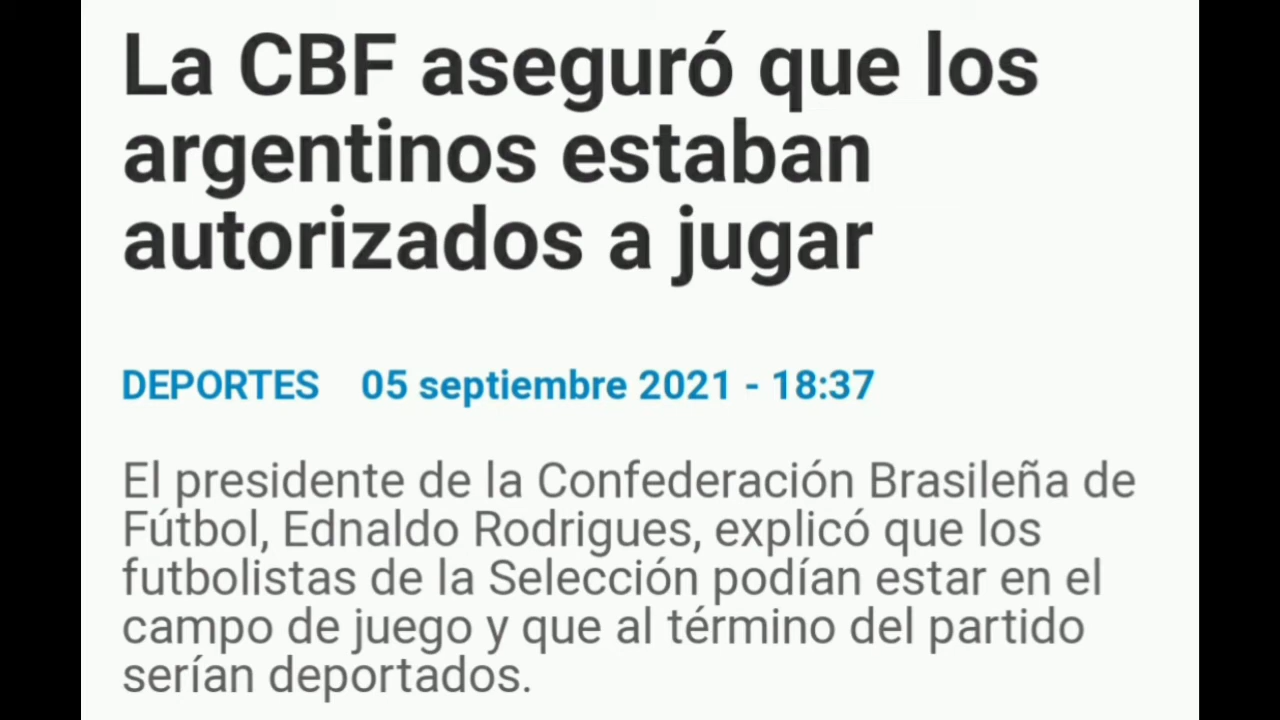 La CBF aseguró que los
argentinos estaban
autorizados a jugar
DEPORTES 05 septiembre 2021 - 18:37
El presidente de la Confederación Brasileña de
Fútbol, Ednaldo Rodrigues, explicó que los
futbolistas de la Selección podían estar en el
campo de juego y que al término del partido
serían deportados.